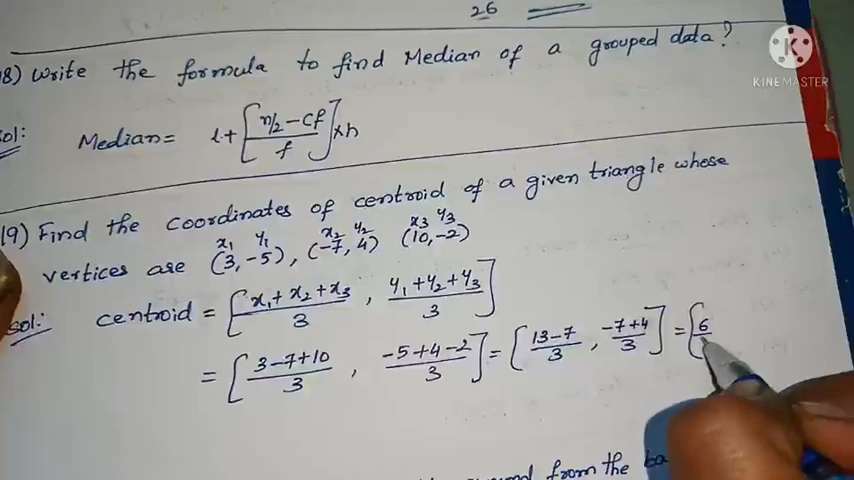 26
18) Write the formula to find Median of a grouped data?
Sol: Median = l + [n/2 - Cf / f] × h
19) Find the coordinates of centroid of a given triangle whose
x₁ y₁ x₂ y₂ x₃ y₃
vertices are (3, -5), (-7, 4) (10, -2)
Sol: centroid = [x₁ + x₂ + x₃ / 3 , y₁ + y₂ + y₃ / 3]
= [3 - 7 + 10 / 3 , -5 + 4 - 2 / 3] = [13 - 7 / 3 , -7 + 4 / 3] = [6
from the
KINEMASTER